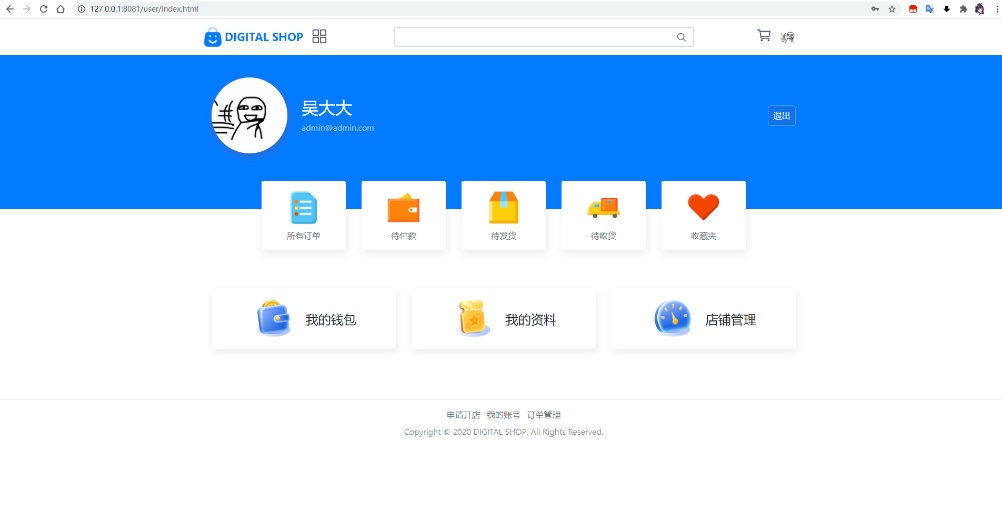 127.0.0.1:8081/user/index.html
DIGITAL SHOP
吴大大
admin@admin.com
退出
所有订单
待付款
待发货
待收货
收藏夹
我的钱包
我的资料
店铺管理
申请开店 我的账号 订单管理
Copyright © 2020 DIGITAL SHOP. All Rights Reserved.